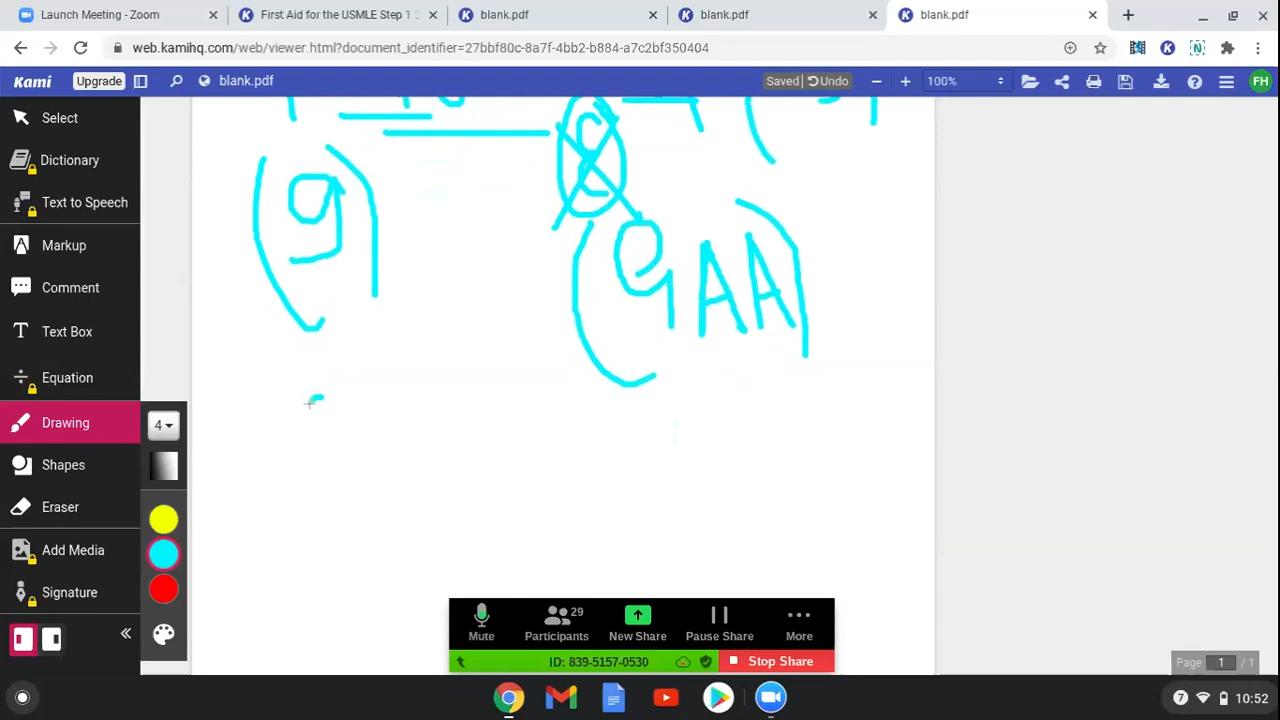 Launch Meeting - Zoom
First Aid for the USMLE Step 1
blank.pdf
blank.pdf
blank.pdf
web.kamihq.com/web/viewer.html?document_identifier=27bbf80c-8a7f-4bb2-b884-a7c2bf350404
Kami
Upgrade
blank.pdf
Saved
Undo
100%
FH
Select
Dictionary
Text to Speech
Markup
Comment
Text Box
Equation
Drawing
Shapes
Eraser
Add Media
Signature
4
(9)
(9AA)
29
Mute
Participants
New Share
Pause Share
More
ID: 839-5157-0530
Stop Share
Page 1 / 1
7
10:52